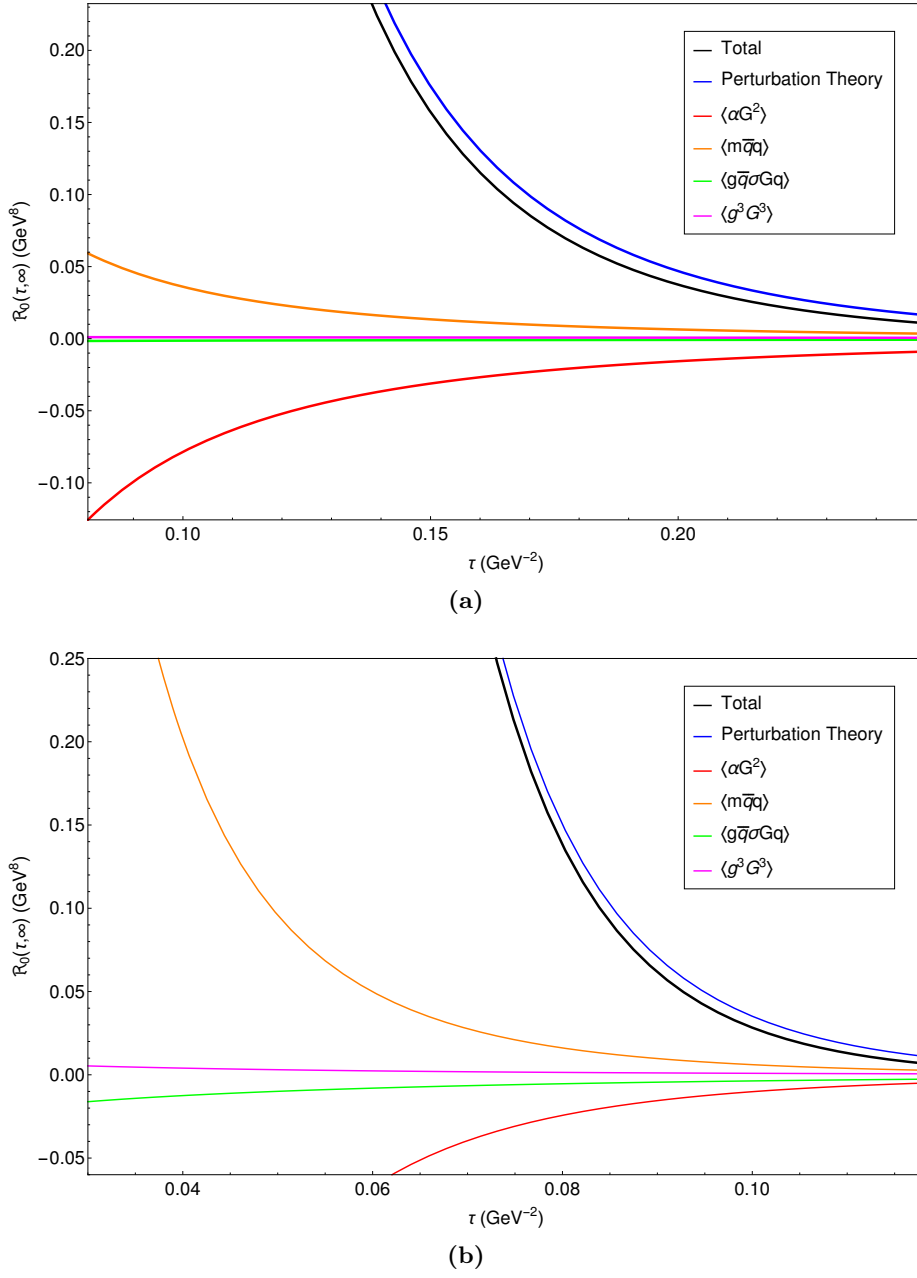 0.20
0.15
0.10
0.05
0.00
−0.05
−0.10
ℛ₀(τ,∞) (GeV⁸)
Total
Perturbation Theory
⟨αG²⟩
⟨mq̅q⟩
⟨gq̅σGq⟩
⟨g³G³⟩
0.10 0.15 0.20
τ (GeV⁻²)
(a)
0.25
0.20
0.15
0.10
0.05
0.00
−0.05
ℛ₀(τ,∞) (GeV⁸)
Total
Perturbation Theory
⟨αG²⟩
⟨mq̅q⟩
⟨gq̅σGq⟩
⟨g³G³⟩
0.04 0.06 0.08 0.10
τ (GeV⁻²)
(b)